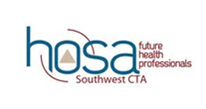 hosa future
health
professionals
Southwest CTA